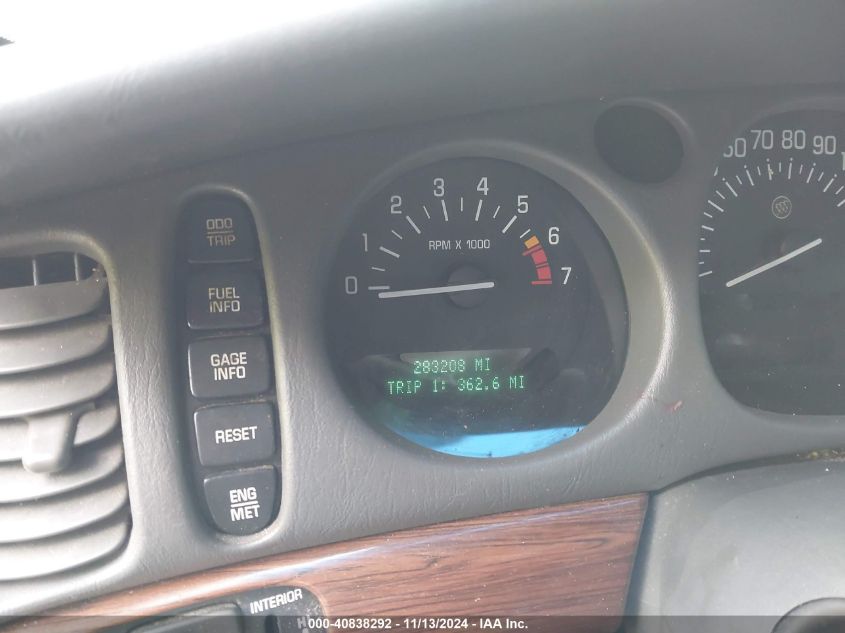 ODO
TRIP
FUEL
INFO
GAGE
INFO
RESET
ENG
MET
0 1 2 3 4 5 6 7
RPM X 1000
283208 MI
TRIP 1: 362.6 MI
70 80 90
INTERIOR
000-40838292 - 11/13/2024 - IAA Inc.